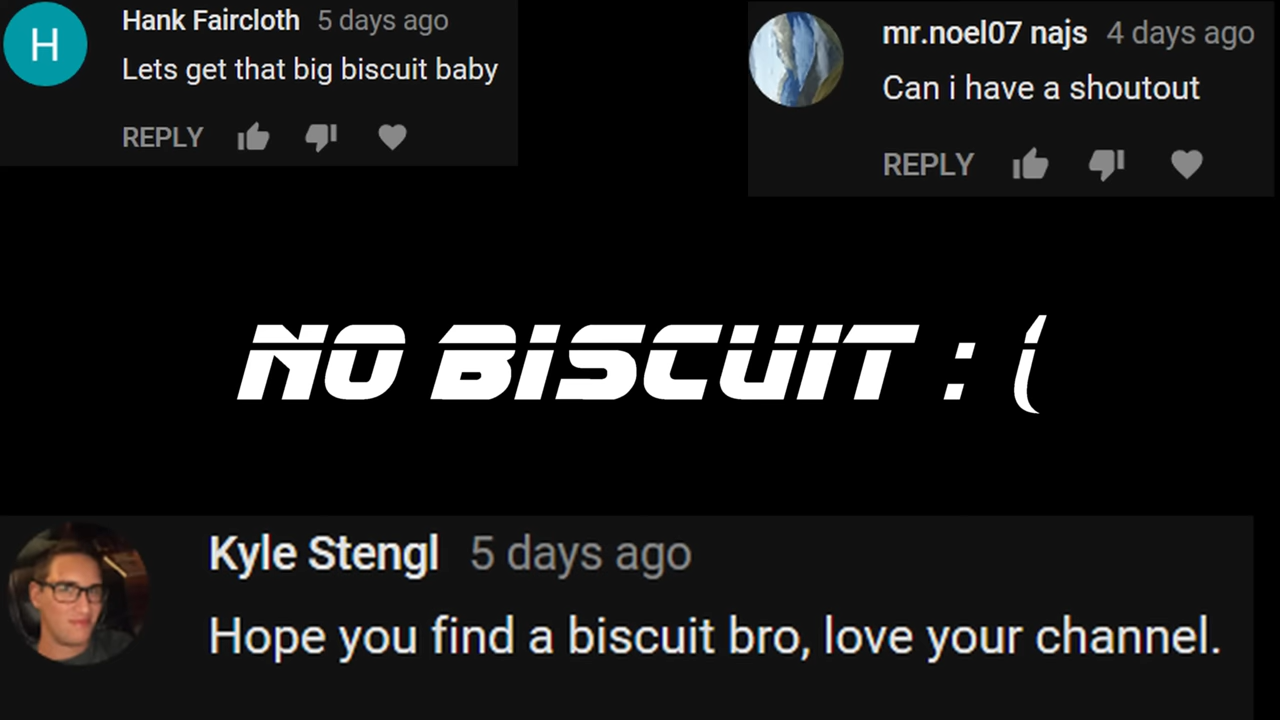 H
Hank Faircloth 5 days ago
Lets get that big biscuit baby
REPLY
mr.noel07 najs 4 days ago
Can i have a shoutout
REPLY
NO BISCUIT : (
Kyle Stengl 5 days ago
Hope you find a biscuit bro, love your channel.